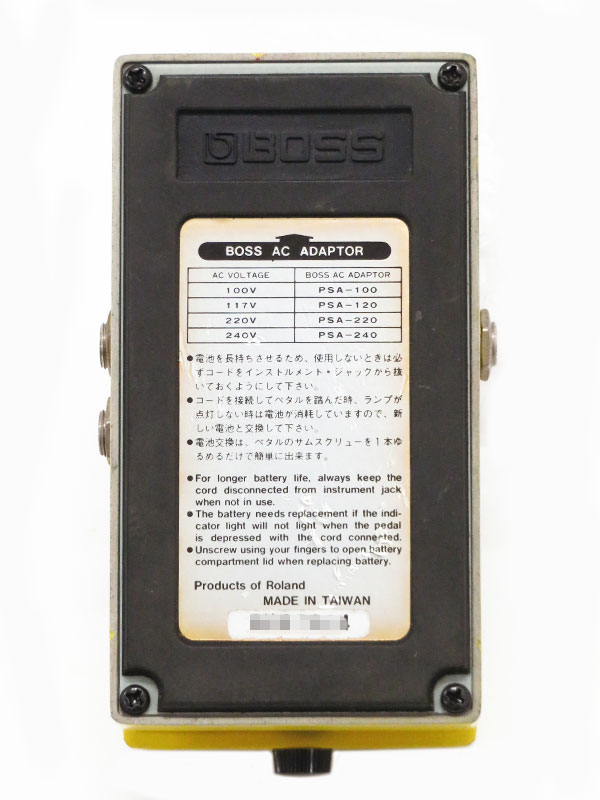 BOSS
BOSS AC ADAPTOR
AC VOLTAGE BOSS AC ADAPTOR
100V PSA-100
117V PSA-120
220V PSA-220
240V PSA-240
●電池を長持ちさせるため、使用しないときは必
ずコードをインストルメント・ジャックから抜
いておくようにして下さい。
●コードを接続してペダルを踏んだ時、ランプが
点灯しない時は電池が消耗していますので、新
しい電池と交換して下さい。
●電池交換は、ペダルのサムスクリューを1本ゆ
るめるだけで簡単に出来ます。
●For longer battery life, always keep the
cord disconnected from instrument jack
when not in use.
●The battery needs replacement if the indi-
cator light will not light when the pedal
is depressed with the cord connected.
●Unscrew using your fingers to open battery
compartment lid when replacing battery.
Products of Roland
MADE IN TAIWAN